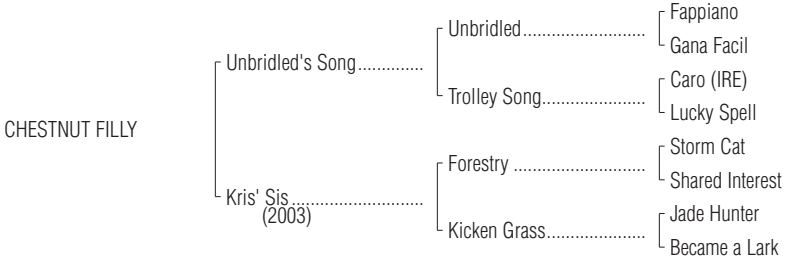 Fappiano
Unbridled..............................
Gana Facil
Unbridled's Song..............
Caro (IRE)
Trolley Song.........................
Lucky Spell
CHESTNUT FILLY
Storm Cat
Forestry ................................
Shared Interest
Kris' Sis ..............................
(2003)
Jade Hunter
Kicken Grass........................
Became a Lark